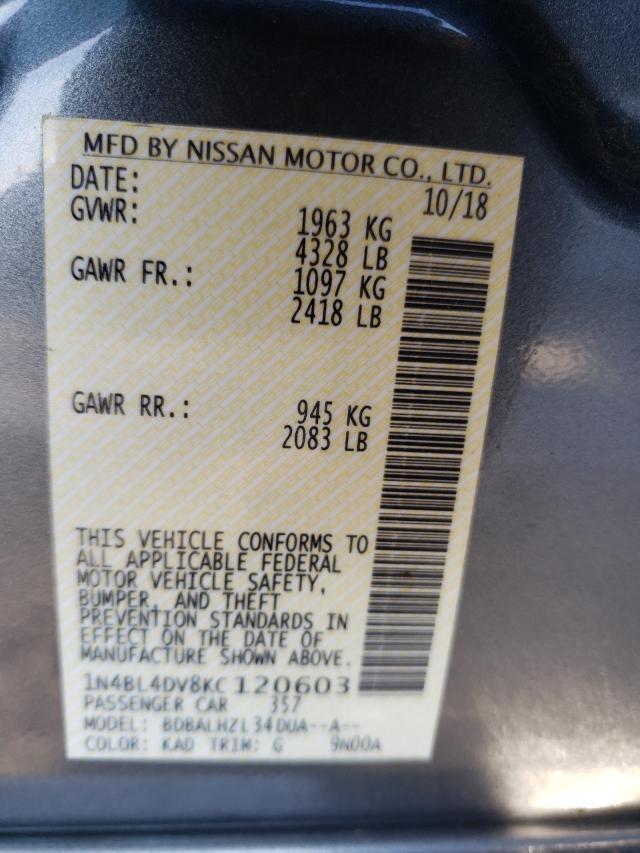 MFD BY NISSAN MOTOR CO., LTD.
DATE: 10/18
GVWR: 1963 KG
4328 LB
GAWR FR.: 1097 KG
2418 LB
GAWR RR.: 945 KG
2083 LB
THIS VEHICLE CONFORMS TO
ALL APPLICABLE FEDERAL
MOTOR VEHICLE SAFETY,
BUMPER, AND THEFT
PREVENTION STANDARDS IN
EFFECT ON THE DATE OF
MANUFACTURE SHOWN ABOVE.
1N4BL4DV8KC120603
PASSENGER CAR 357
MODEL: BDBALHZL34DUA--A--
COLOR: KAD TRIM: G 9N00A